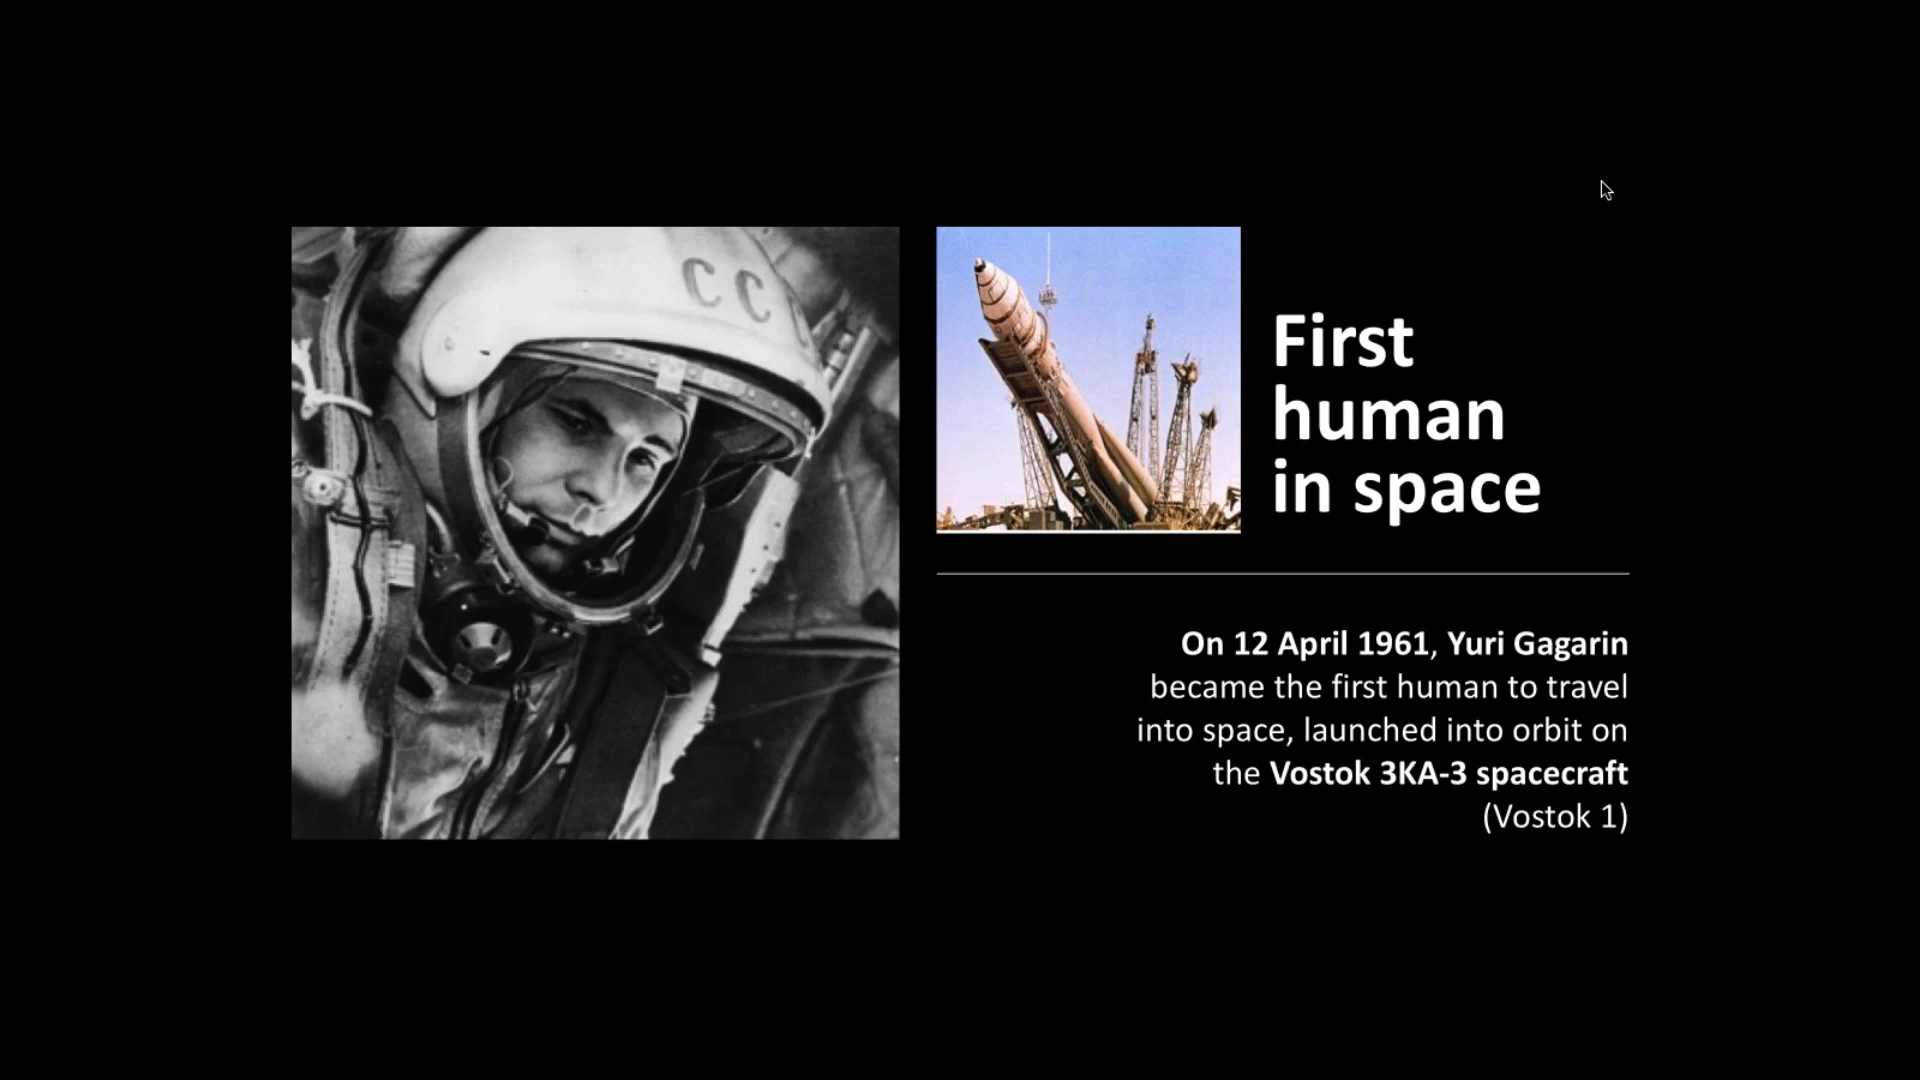 CC
First
human
in space
On 12 April 1961, Yuri Gagarin
became the first human to travel
into space, launched into orbit on
the Vostok 3KA-3 spacecraft
(Vostok 1)